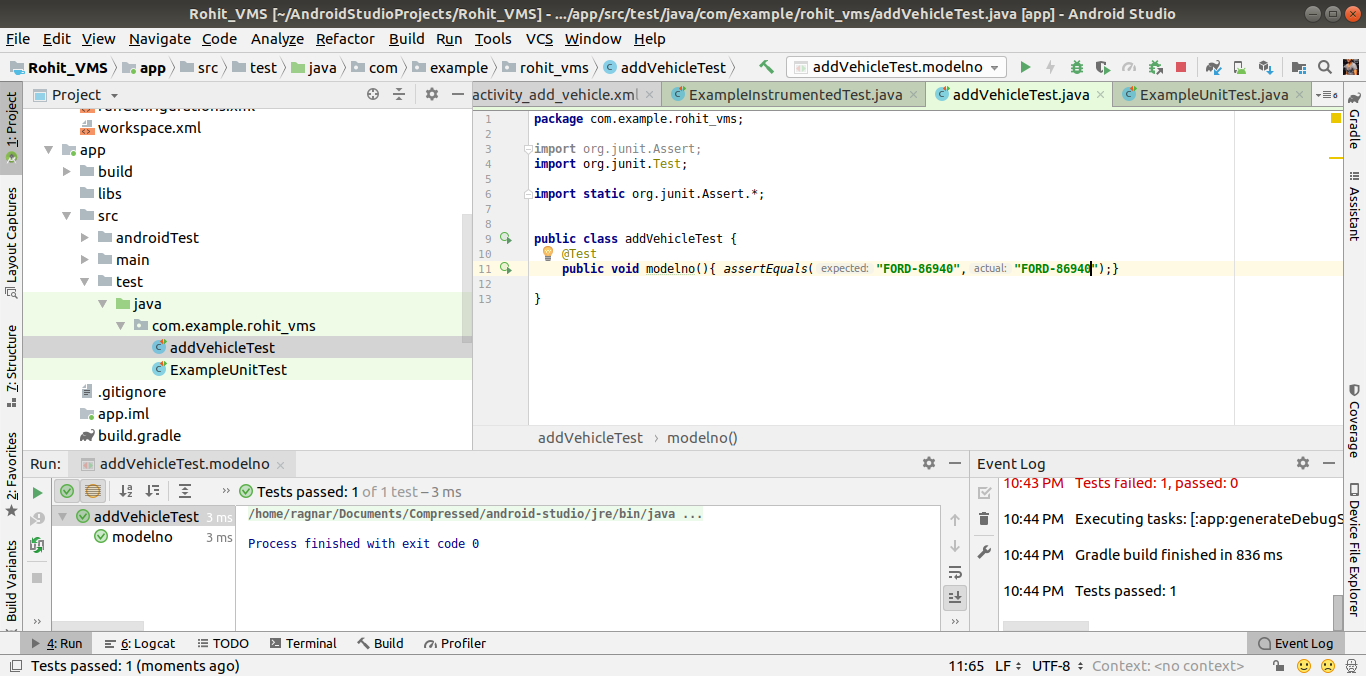 Rohit_VMS [~/AndroidStudioProjects/Rohit_VMS] - .../app/src/test/java/com/example/rohit_vms/addVehicleTest.java [app] - Android Studio
File Edit View Navigate Code Analyze Refactor Build Run Tools VCS Window Help
Rohit_VMS app src test java com example rohit_vms addVehicleTest addVehicleTest.modelno
1: Project
Layout Captures
7: Structure
2: Favorites
Build Variants
Project
workspace.xml
app
build
libs
src
androidTest
main
test
java
com.example.rohit_vms
addVehicleTest
ExampleUnitTest
.gitignore
app.iml
build.gradle
activity_add_vehicle.xml ExampleInstrumentedTest.java addVehicleTest.java ExampleUnitTest.java 6
1 package com.example.rohit_vms;
2
3 import org.junit.Assert;
4 import org.junit.Test;
5
6 import static org.junit.Assert.*;
7
8
9 public class addVehicleTest {
10 @Test
11 public void modelno(){ assertEquals( expected: "FORD-86940", actual: "FORD-86940");}
12
13 }
addVehicleTest › modelno()
Gradle
Assistant
Coverage
Device File Explorer
Run: addVehicleTest.modelno
Tests passed: 1 of 1 test – 3 ms
addVehicleTest 3 ms
modelno 3 ms
/home/ragnar/Documents/Compressed/android-studio/jre/bin/java ...
Process finished with exit code 0
Event Log
10:43 PM Tests failed: 1, passed: 0
10:44 PM Executing tasks: [:app:generateDebugS
10:44 PM Gradle build finished in 836 ms
10:44 PM Tests passed: 1
4: Run 6: Logcat TODO Terminal Build Profiler Event Log
Tests passed: 1 (moments ago) 11:65 LF UTF-8 Context: <no context>